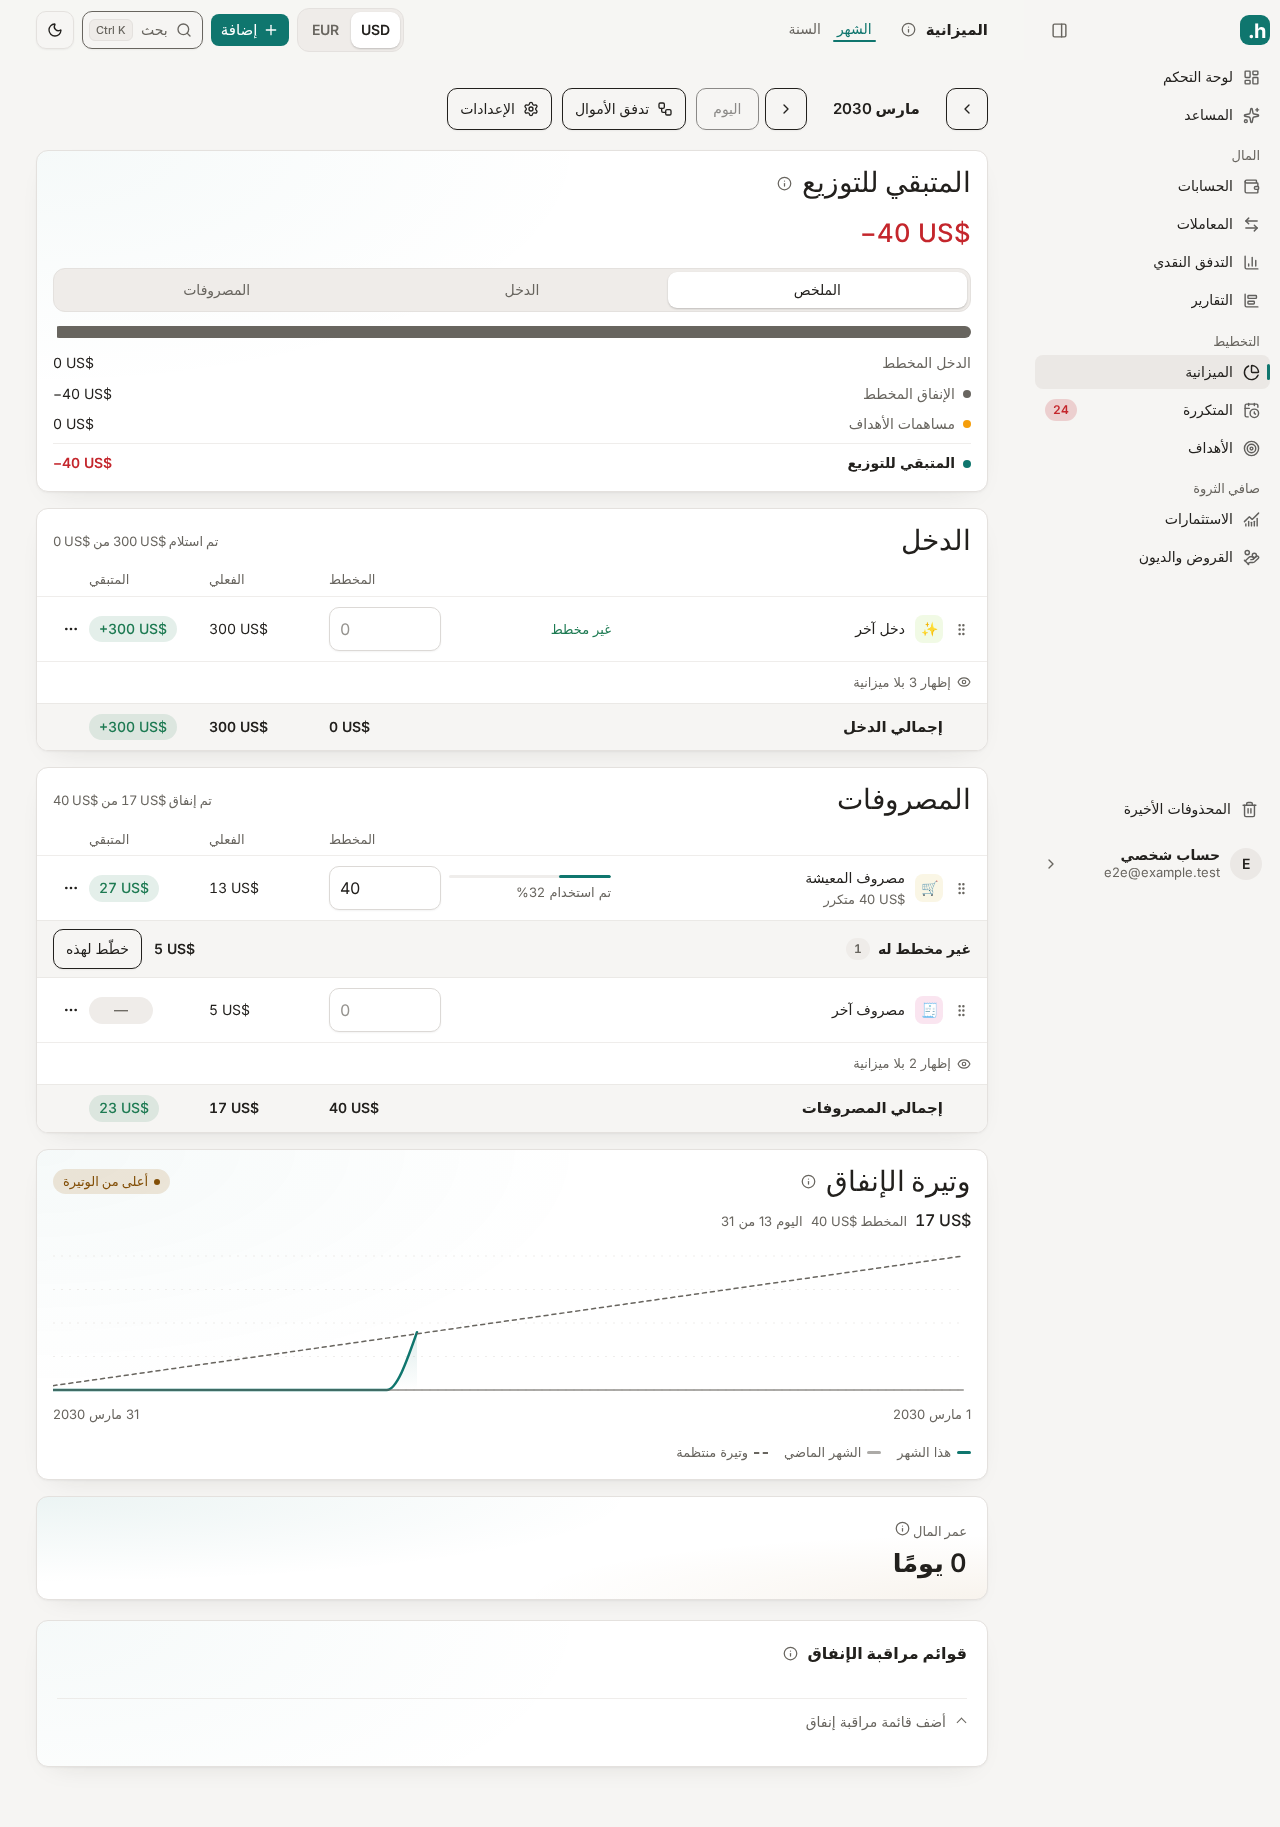 .h
لوحة التحكم
المساعد
المال
الحسابات
المعاملات
التدفق النقدي
التقارير
التخطيط
الميزانية
المتكررة 24
الأهداف
صافي الثروة
الاستثمارات
القروض والديون
المحذوفات الأخيرة
E
حساب شخصي
e2e@example.test
الميزانية
الشهر
السنة
USD EUR
إضافة
بحث Ctrl K
مارس 2030
اليوم
تدفق الأموال
الإعدادات
المتبقي للتوزيع
−40 US$
الملخص
الدخل
المصروفات
الدخل المخطط 0 US$
الإنفاق المخطط −40 US$
مساهمات الأهداف 0 US$
المتبقي للتوزيع −40 US$
الدخل
تم استلام 300 US$ من 0 US$
المخطط الفعلي المتبقي
✨ دخل آخر غير مخطط 0 300 US$ +300 US$
إظهار 3 بلا ميزانية
إجمالي الدخل 0 US$ 300 US$ +300 US$
المصروفات
تم إنفاق 17 US$ من 40 US$
المخطط الفعلي المتبقي
🛒 مصروف المعيشة 40 13 US$ 27 US$
40 US$ متكرر
تم استخدام 32%
غير مخطط له 1 5 US$ خطّط لهذه
🧾 مصروف آخر 0 5 US$ —
إظهار 2 بلا ميزانية
إجمالي المصروفات 40 US$ 17 US$ 23 US$
وتيرة الإنفاق
أعلى من الوتيرة
17 US$ المخطط 40 US$ اليوم 13 من 31
1 مارس 2030
31 مارس 2030
هذا الشهر
الشهر الماضي
وتيرة منتظمة
عمر المال
0 يومًا
قوائم مراقبة الإنفاق
أضف قائمة مراقبة إنفاق